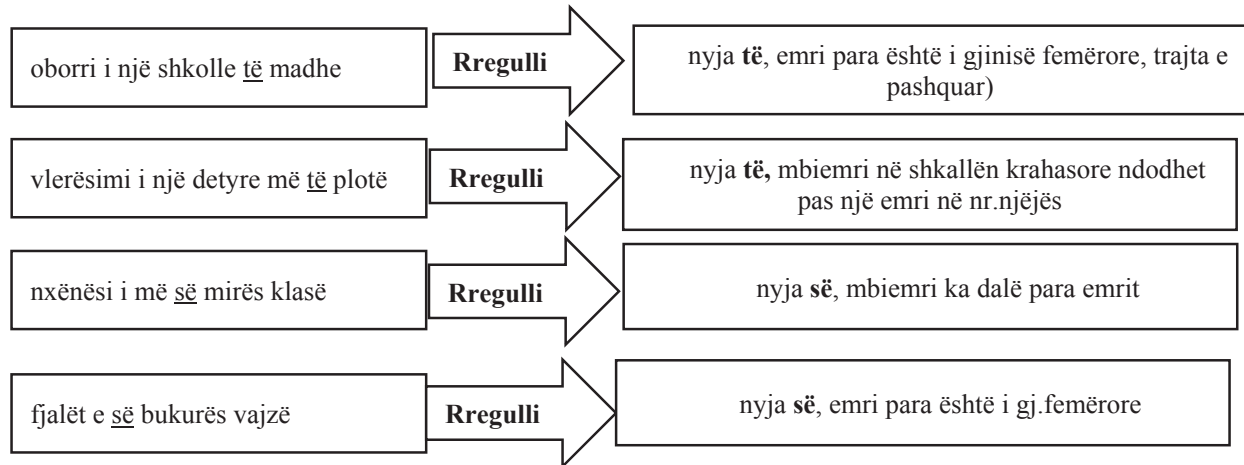 oborri i një shkolle të madhe
Rregulli
nyja të, emri para është i gjinisë femërore, trajta e
pashquar)
vlerësimi i një detyre më të plotë
Rregulli
nyja të, mbiemri në shkallën krahasore ndodhet
pas një emri në nr.njëjës
nxënësi i më së mirës klasë
Rregulli
nyja së, mbiemri ka dalë para emrit
fjalët e së bukurës vajzë
Rregulli
nyja së, emri para është i gj.femërore